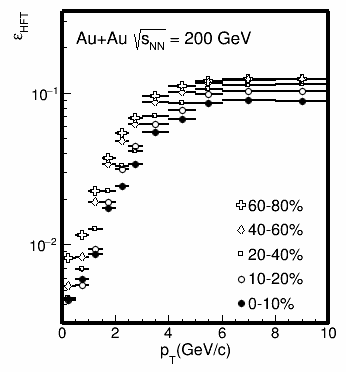 ε_HFT
Au+Au √s_NN = 200 GeV
10⁻¹
10⁻²
60-80%
40-60%
20-40%
10-20%
0-10%
0 2 4 6 8 10
p_T(GeV/c)